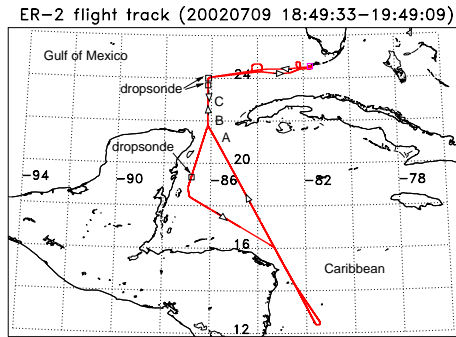 ER-2 flight track (20020709 18:49:33-19:49:09)
Gulf of Mexico
24
dropsonde
C
B
A
dropsonde
20
-94
-90
-86
-82
-78
16
Caribbean
12